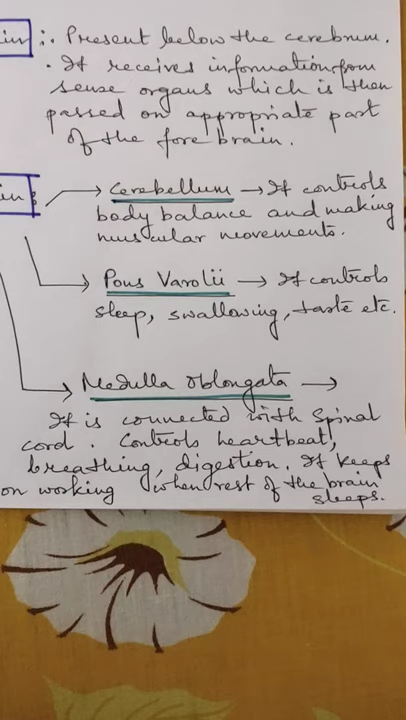 in :. Present below the cerebrum.
. It receives information from
sense organs which is then
passed on appropriate part
of the fore brain.
in : → Cerebellum → It controls
body balance and making
muscular movements.
→ Pons Varolii → It controls
sleep, swallowing, taste etc.
→ Medulla oblongata →
It is connected with Spinal
cord. Controls heartbeat,
breathing, digestion. It keeps
on working when rest of the brain
sleeps.